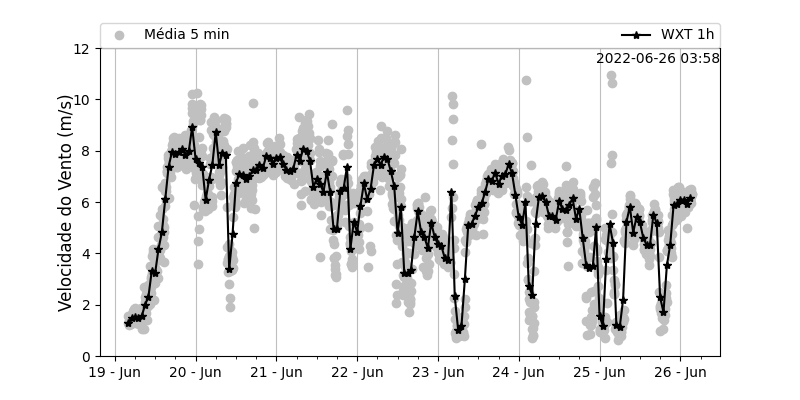 Média 5 min
WXT 1h
2022-06-26 03:58
Velocidade do Vento (m/s)
12
10
8
6
4
2
0
19 - Jun
20 - Jun
21 - Jun
22 - Jun
23 - Jun
24 - Jun
25 - Jun
26 - Jun